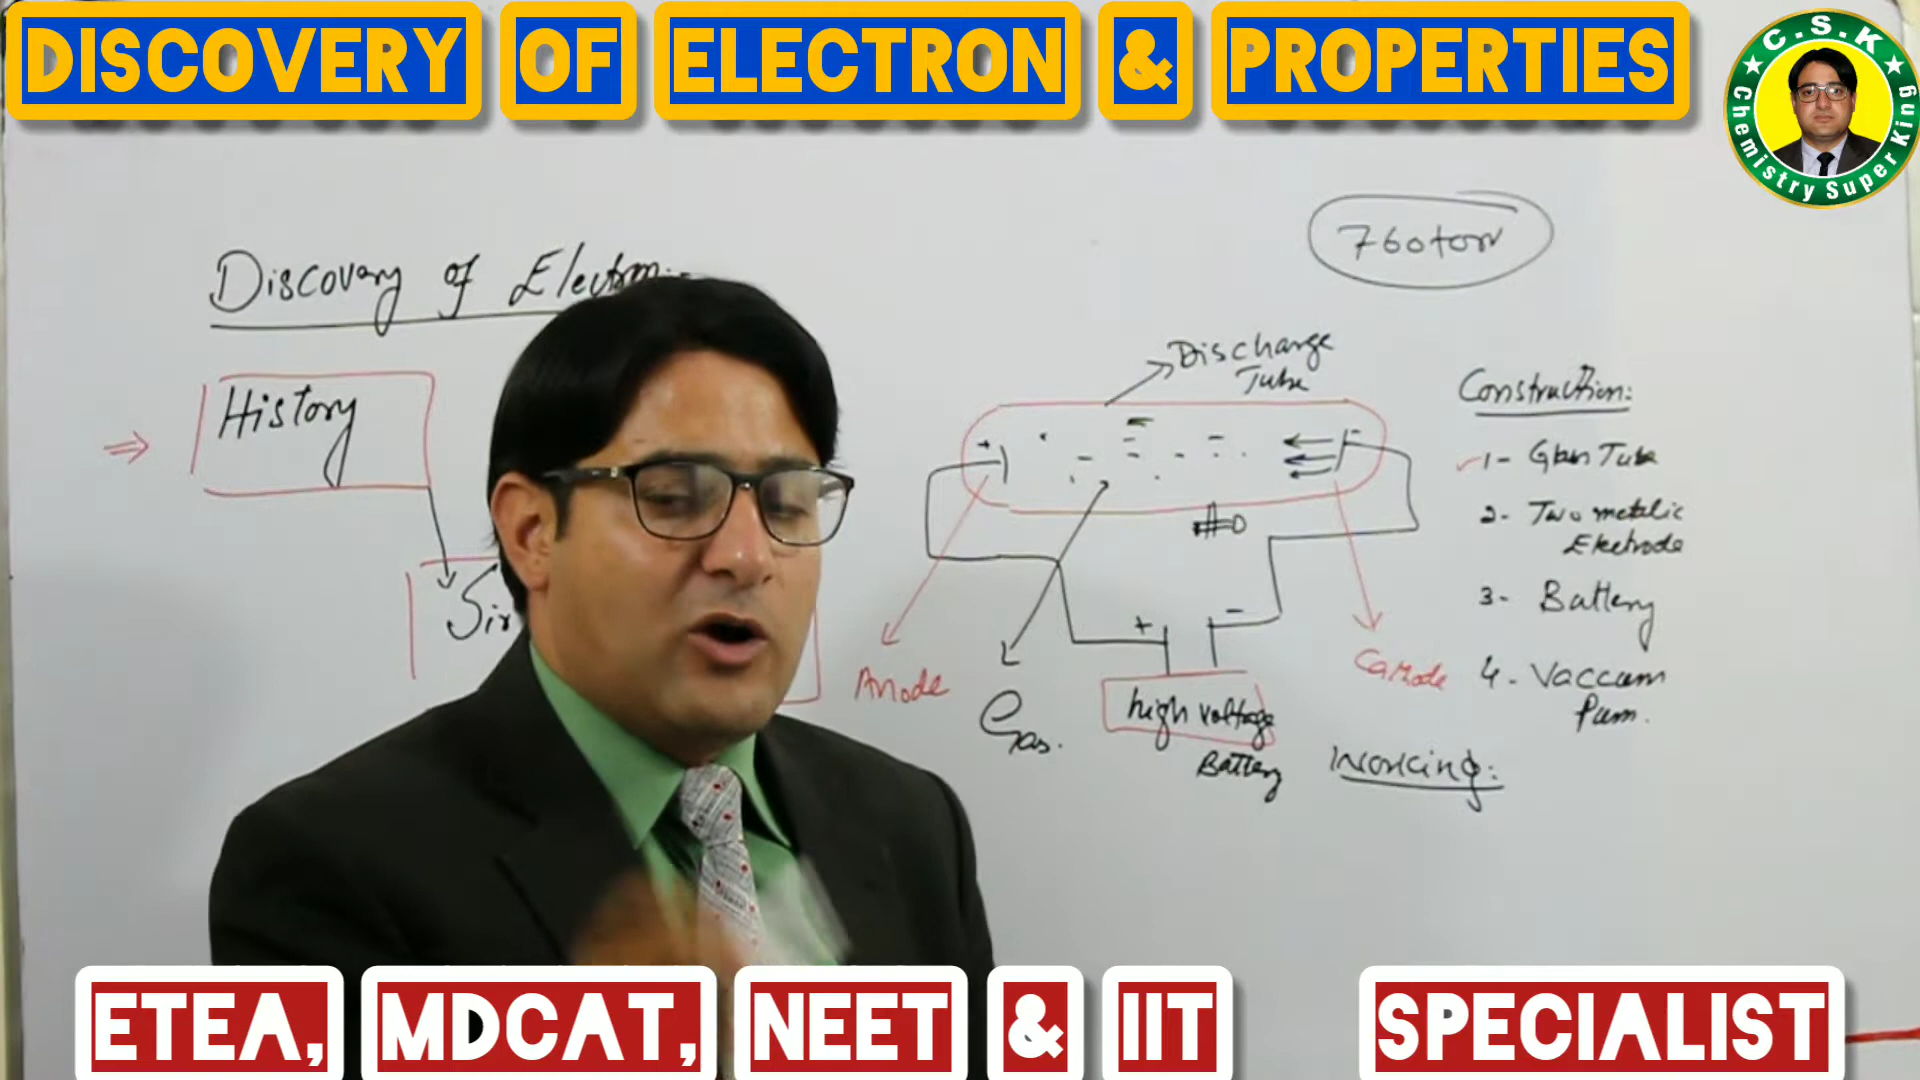 DISCOVERY OF ELECTRON & PROPERTIES
C.S.K
Chemistry Super King
760torr
Discovery of Electron:-
History
Sir
Discharge
Tube
+
-
Anode
Gas.
+
-
high voltage
Battery
Cathode
Construction:
1- Glass Tube
2- Two metalic
Electrode
3- Battery
4- Vaccum
Pum.
Working:
ETEA, MDCAT, NEET & IIT SPECIALIST